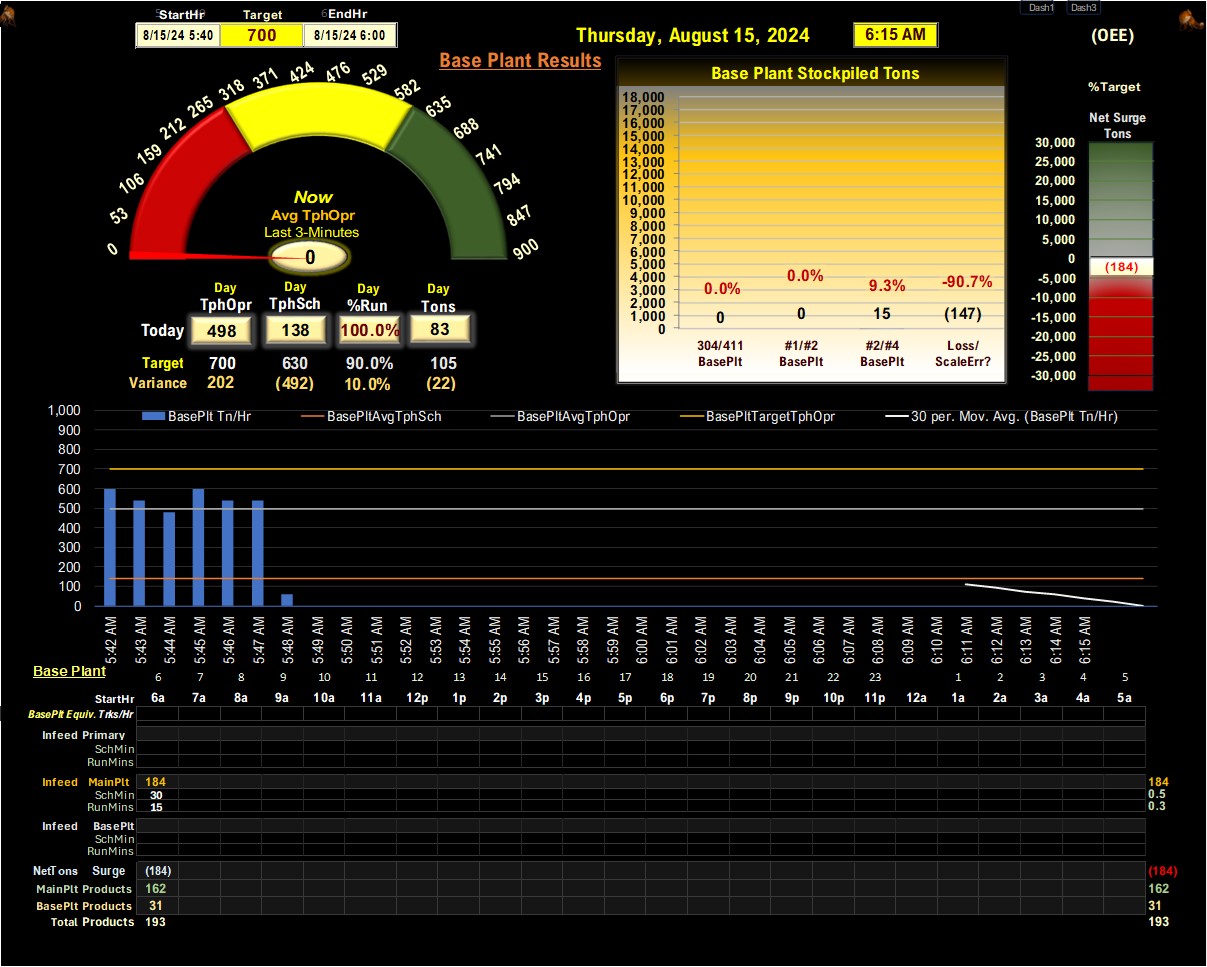 StartHr Target EndHr
8/15/24 5:40 700 8/15/24 6:00
Thursday, August 15, 2024 6:15 AM
Dash1 Dash3
(OEE)
Base Plant Results
0 53 106 159 212 265 318 371 424 476 529 582 635 688 741 794 847 900
Now
Avg TphOpr
Last 3-Minutes
0
Day Day Day Day
TphOpr TphSch %Run Tons
Today 498 138 100.0% 83
Target 700 630 90.0% 105
Variance 202 (492) 10.0% (22)
Base Plant Stockpiled Tons
18,000
17,000
16,000
15,000
14,000
13,000
12,000
11,000
10,000
9,000
8,000
7,000
6,000
5,000
4,000
3,000
2,000
1,000
0
0.0% 0.0% 9.3% -90.7%
0 0 15 (147)
304/411 #1/#2 #2/#4 Loss/
BasePlt BasePlt BasePlt ScaleErr?
%Target
Net Surge
Tons
30,000
25,000
20,000
15,000
10,000
5,000
0
(184)
-5,000
-10,000
-15,000
-20,000
-25,000
-30,000
BasePlt Tn/Hr BasePltAvgTphSch BasePltAvgTphOpr BasePltTargetTphOpr 30 per. Mov. Avg. (BasePlt Tn/Hr)
1,000
900
800
700
600
500
400
300
200
100
0
5:42 AM 5:43 AM 5:44 AM 5:45 AM 5:46 AM 5:47 AM 5:48 AM 5:49 AM 5:50 AM 5:51 AM 5:52 AM 5:53 AM 5:54 AM 5:55 AM 5:56 AM 5:57 AM 5:58 AM 5:59 AM 6:00 AM 6:01 AM 6:02 AM 6:03 AM 6:04 AM 6:05 AM 6:06 AM 6:07 AM 6:08 AM 6:09 AM 6:10 AM 6:11 AM 6:12 AM 6:13 AM 6:14 AM 6:15 AM
Base Plant
6 7 8 9 10 11 12 13 14 15 16 17 18 19 20 21 22 23 1 2 3 4 5
StartHr 6a 7a 8a 9a 10a 11a 12p 1p 2p 3p 4p 5p 6p 7p 8p 9p 10p 11p 12a 1a 2a 3a 4a 5a
BasePlt Equiv. Trks/Hr
Infeed Primary
SchMin
RunMins
Infeed MainPlt 184 184
SchMin 30 0.5
RunMins 15 0.3
Infeed BasePlt
SchMin
RunMins
NetTons Surge (184) (184)
MainPlt Products 162 162
BasePlt Products 31 31
Total Products 193 193